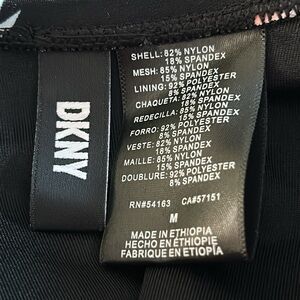 DKNY
SHELL: 82% NYLON
18% SPANDEX
MESH: 85% NYLON
15% SPANDEX
LINING: 92% POLYESTER
8% SPANDEX
CHAQUETA: 82% NYLON
18% SPANDEX
REDECILLA: 85% NYLON
15% SPANDEX
FORRO: 92% POLYESTER
8% SPANDEX
VESTE: 82% NYLON
18% SPANDEX
MAILLE: 85% NYLON
15% SPANDEX
DOUBLURE: 92% POLYESTER
8% SPANDEX
RN#54163 CA#57151
M
MADE IN ETHIOPIA
HECHO EN ÉTHIOPIE
FABRIQUE EN ETIOPÍA